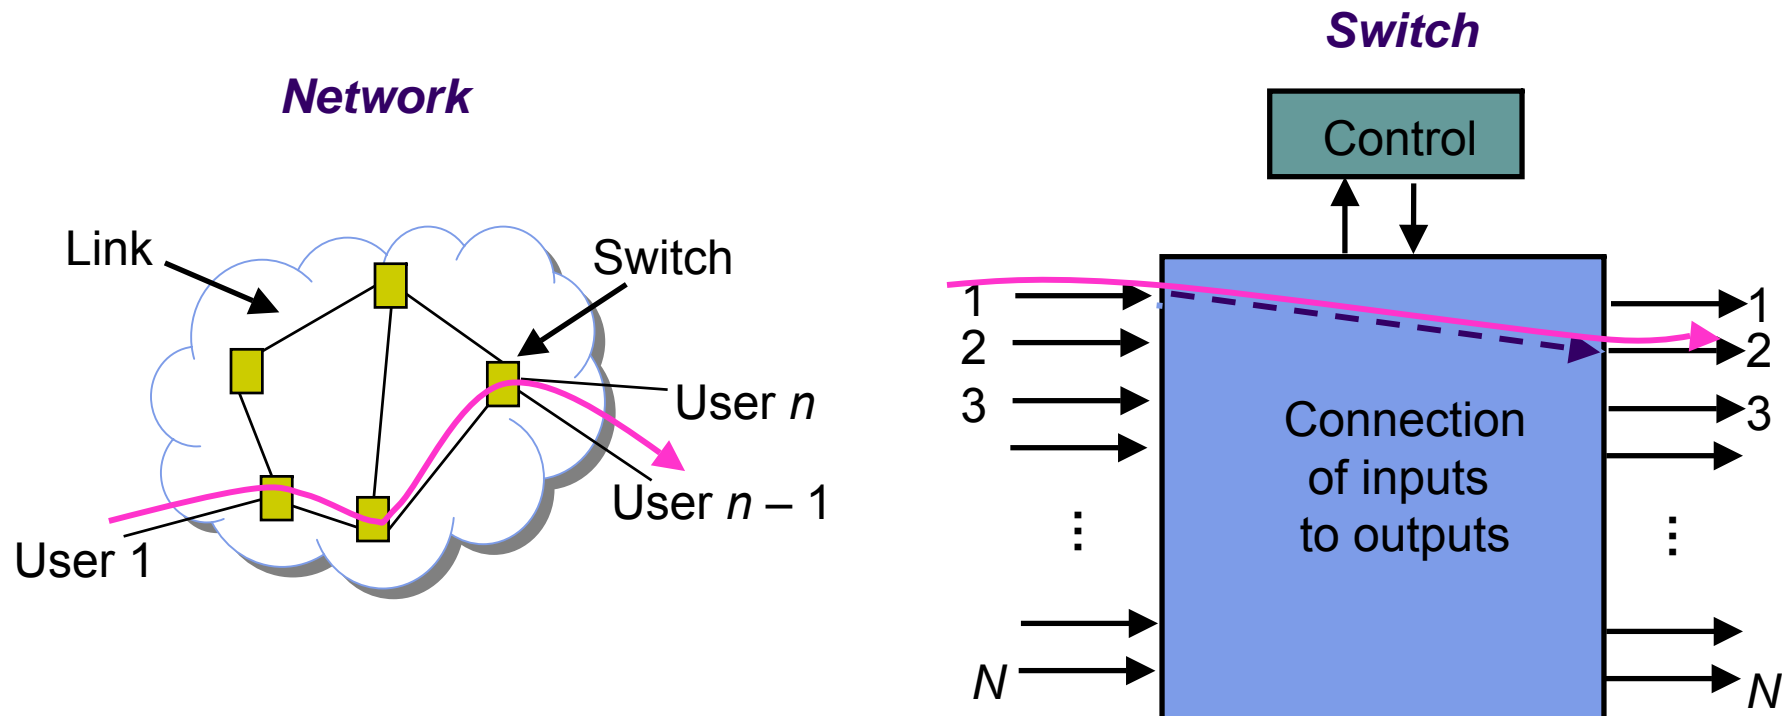 Network
Link
Switch
User n
User n – 1
User 1
Switch
Control
1
2
3
⋮
N
Connection
of inputs
to outputs
1
2
3
⋮
N